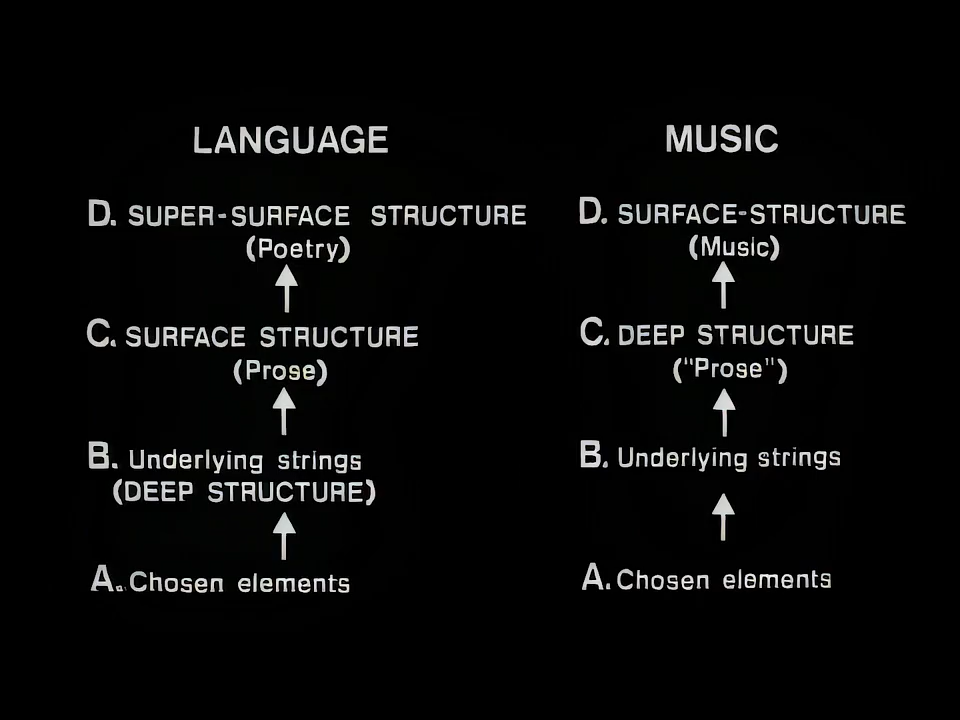 LANGUAGE
D. SUPER-SURFACE STRUCTURE
(Poetry)
C. SURFACE STRUCTURE
(Prose)
B. Underlying strings
(DEEP STRUCTURE)
A. Chosen elements
MUSIC
D. SURFACE-STRUCTURE
(Music)
C. DEEP STRUCTURE
("Prose")
B. Underlying strings
A. Chosen elements